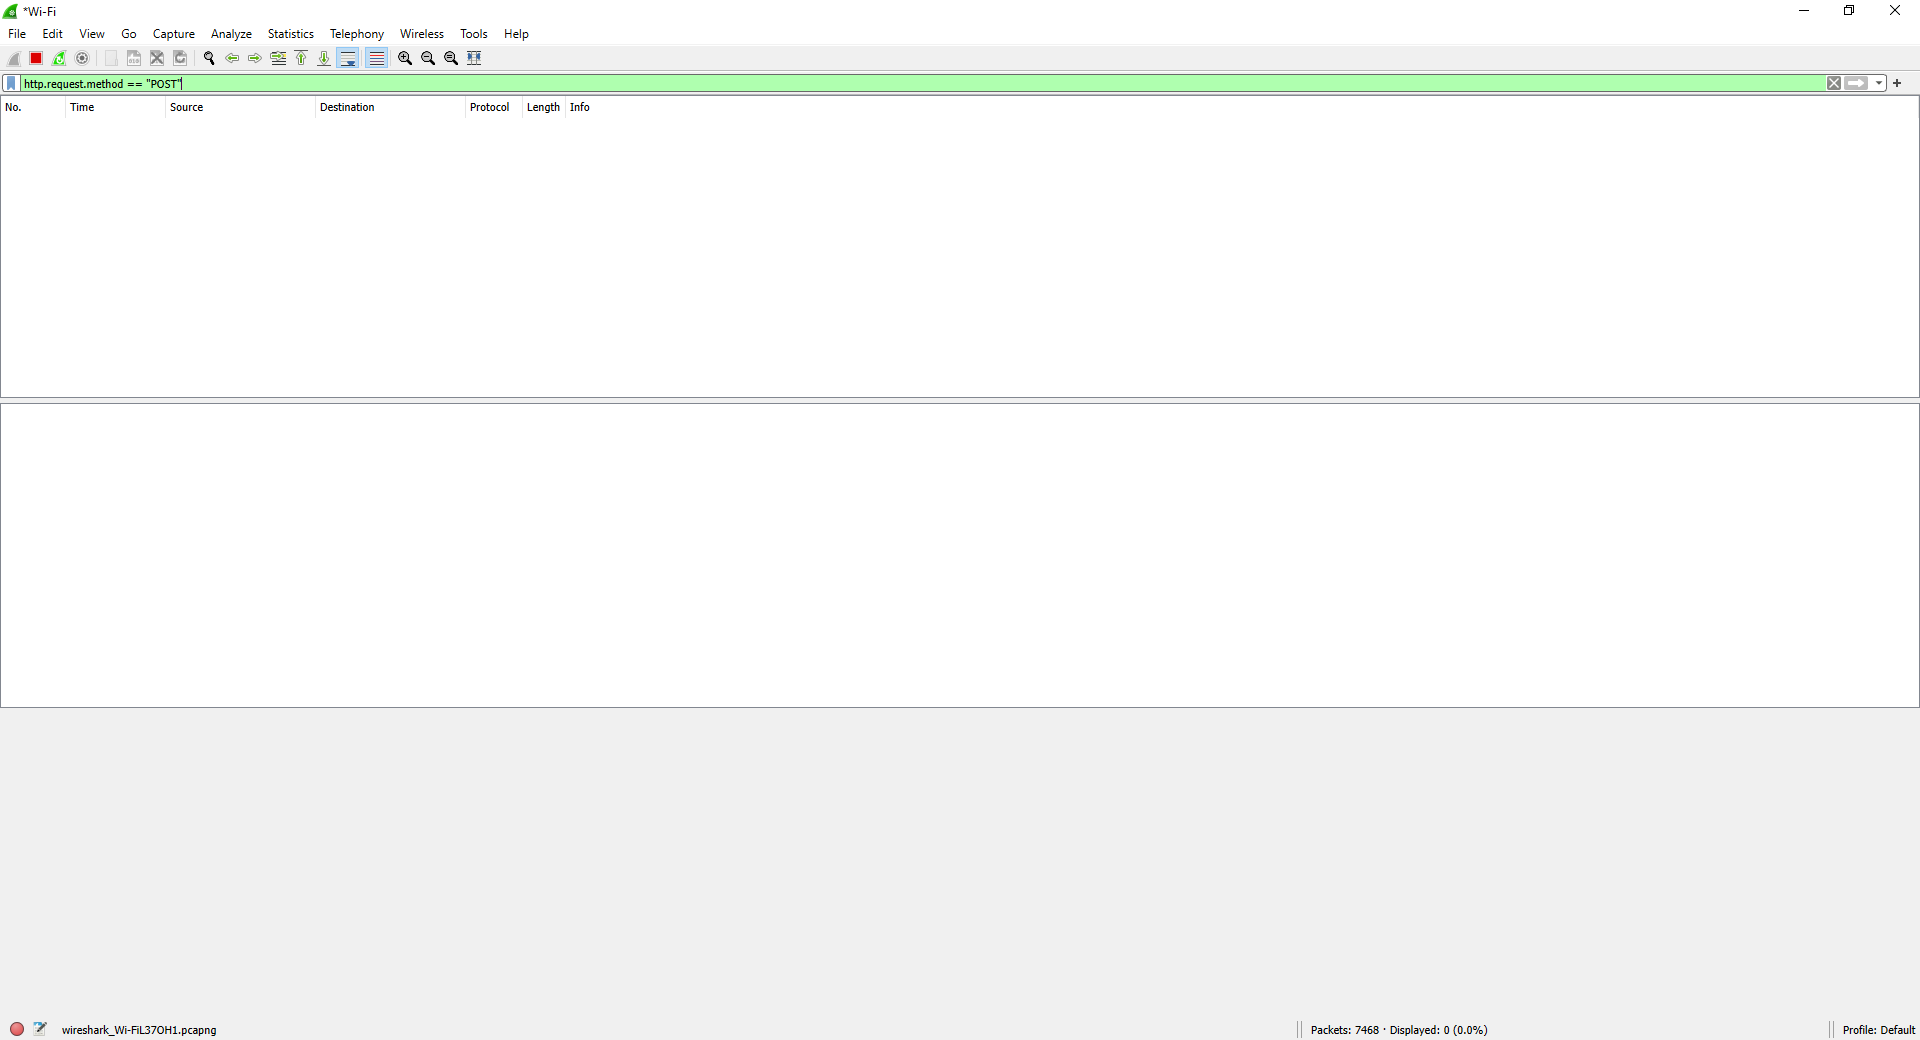 *Wi-Fi
File Edit View Go Capture Analyze Statistics Telephony Wireless Tools Help
http.request.method == "POST"
No. Time Source Destination Protocol Length Info
wireshark_Wi-FiL37OH1.pcapng
Packets: 7468 · Displayed: 0 (0.0%)
Profile: Default